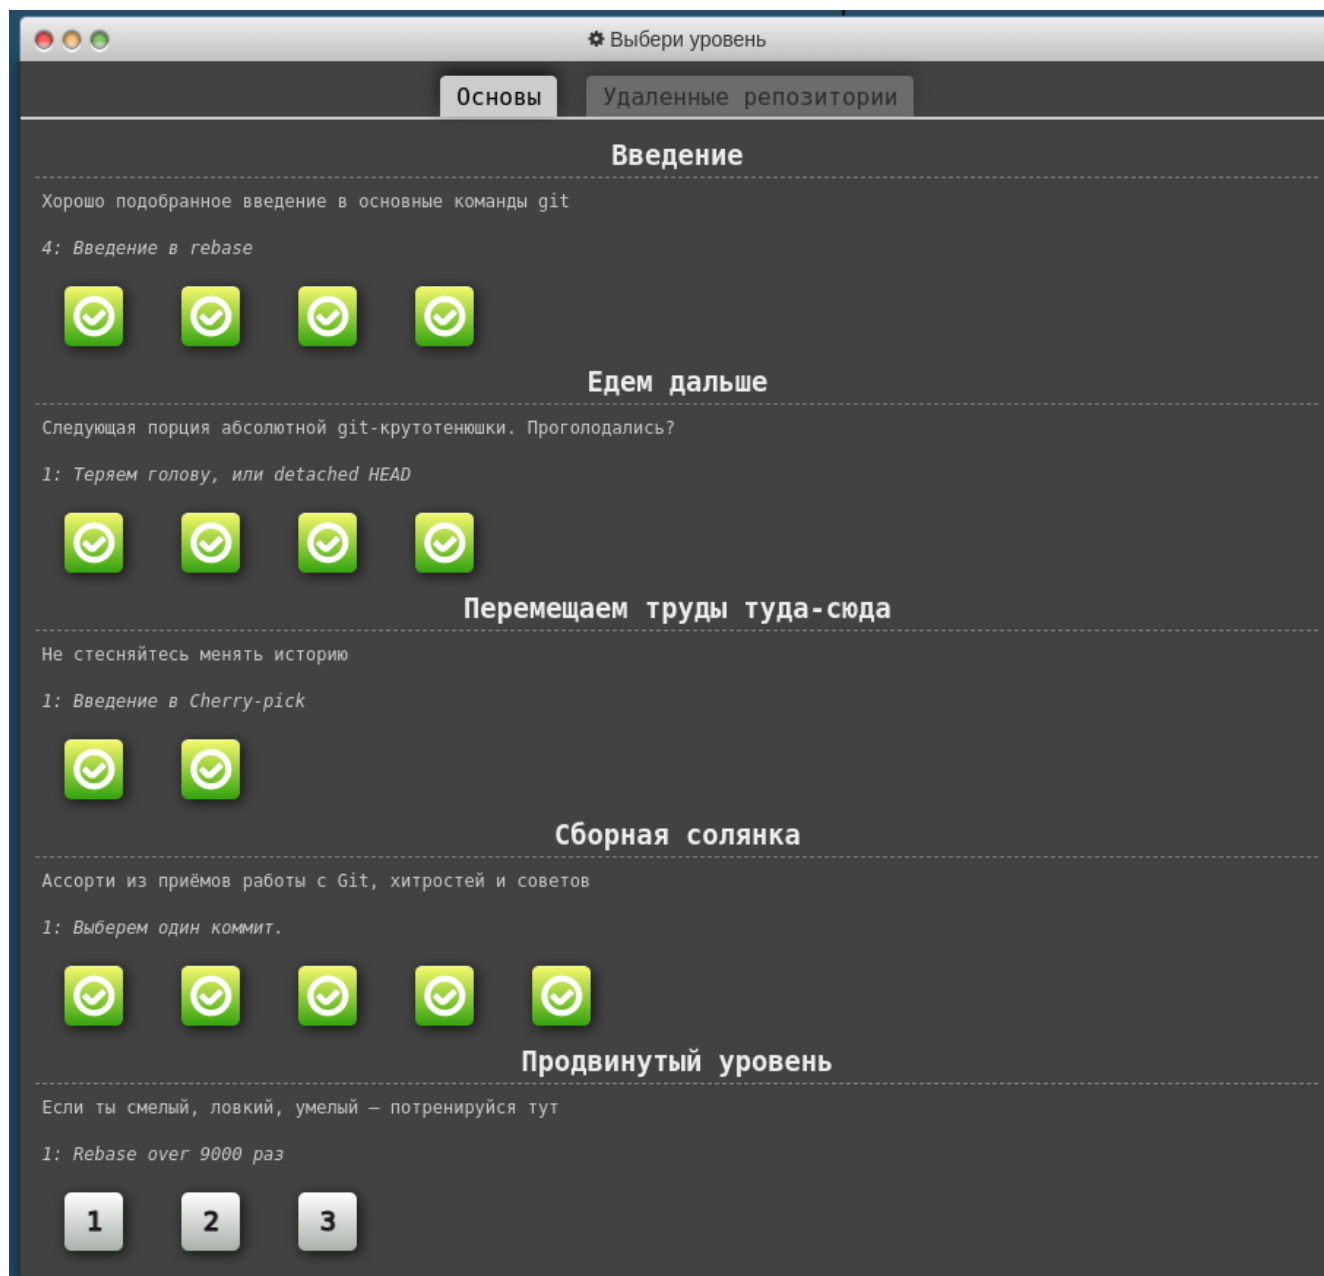 Выбери уровень
Основы
Удаленные репозитории
Введение
Хорошо подобранное введение в основные команды git
4: Введение в rebase
Едем дальше
Следующая порция абсолютной git-крутотенюшки. Проголодались?
1: Теряем голову, или detached HEAD
Перемещаем труды туда-сюда
Не стесняйтесь менять историю
1: Введение в Cherry-pick
Сборная солянка
Ассорти из приёмов работы с Git, хитростей и советов
1: Выберем один коммит.
Продвинутый уровень
Если ты смелый, ловкий, умелый – потренируйся тут
1: Rebase over 9000 раз
1 2 3